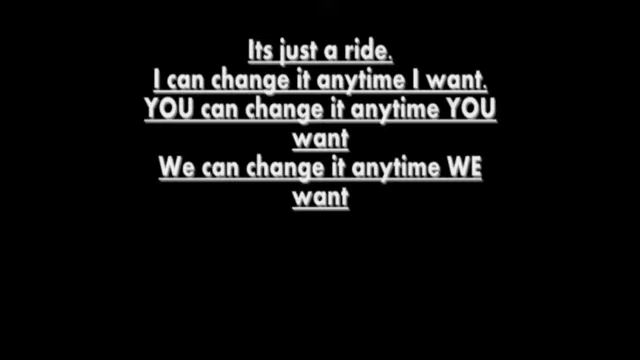 Its just a ride.
I can change it anytime I want.
YOU can change it anytime YOU
want
We can change it anytime WE
want